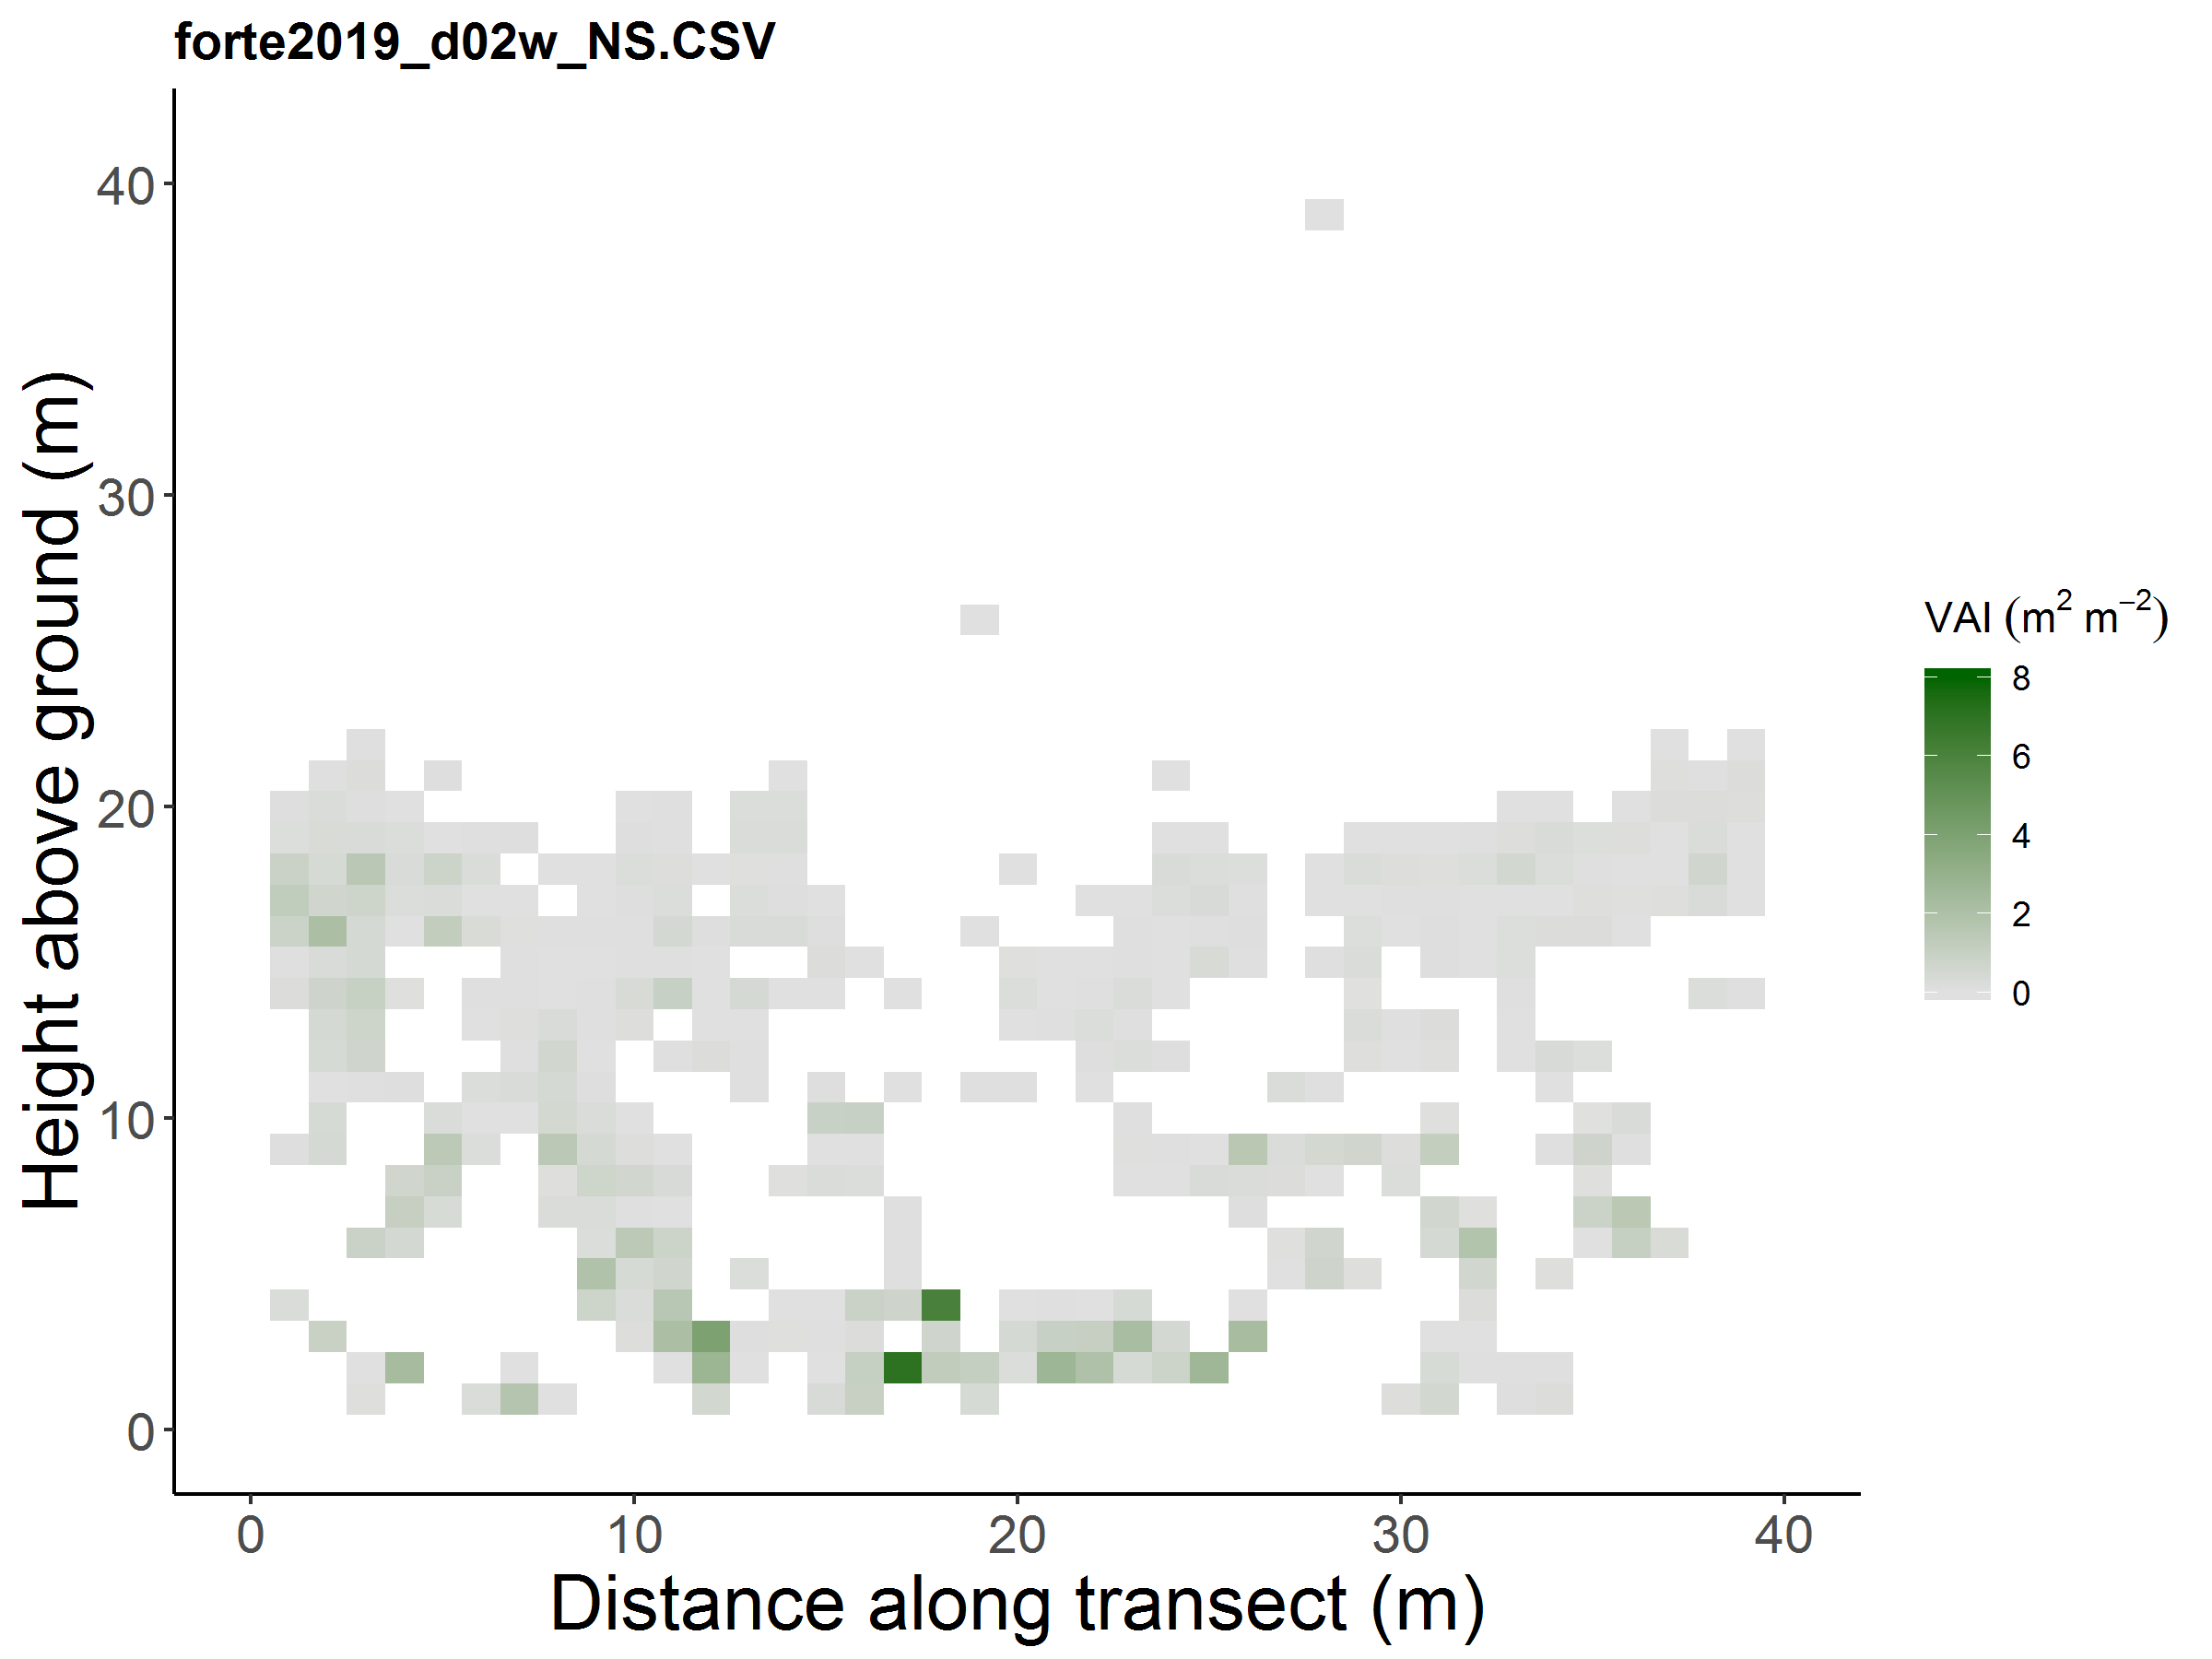 forte2019_d02w_NS.CSV
Height above ground (m)
40
30
20
10
0
0 10 20 30 40
Distance along transect (m)
VAI (m² m⁻²)
8
6
4
2
0